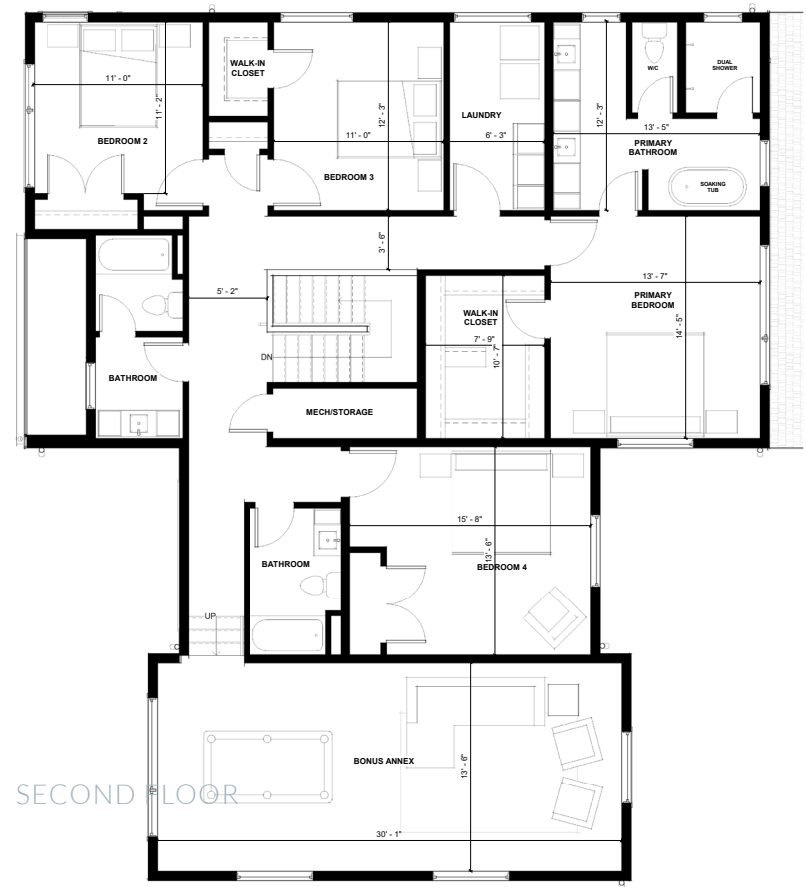 WALK-IN
CLOSET
DUAL
SHOWER
W/C
11' - 0"
11' - 2"
12' - 3"
LAUNDRY
12' - 3"
BEDROOM 2
11' - 0"
6' - 3"
13' - 5"
PRIMARY
BATHROOM
BEDROOM 3
SOAKING
TUB
3' - 6"
13' - 7"
5' - 2"
PRIMARY
BEDROOM
WALK-IN
CLOSET
14' - 5"
7' - 9"
10' - 7"
DN
BATHROOM
MECH/STORAGE
15' - 8"
13' - 6"
BATHROOM
BEDROOM 4
UP
BONUS ANNEX
13' - 6"
SECOND FLOOR
30' - 1"